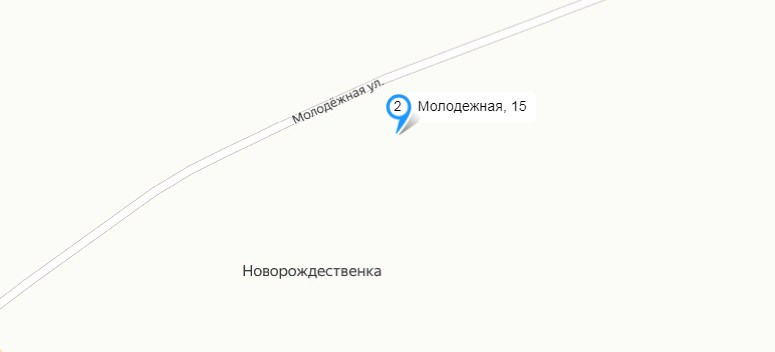 Молодёжная ул.
2 Молодежная, 15
Новорождественка